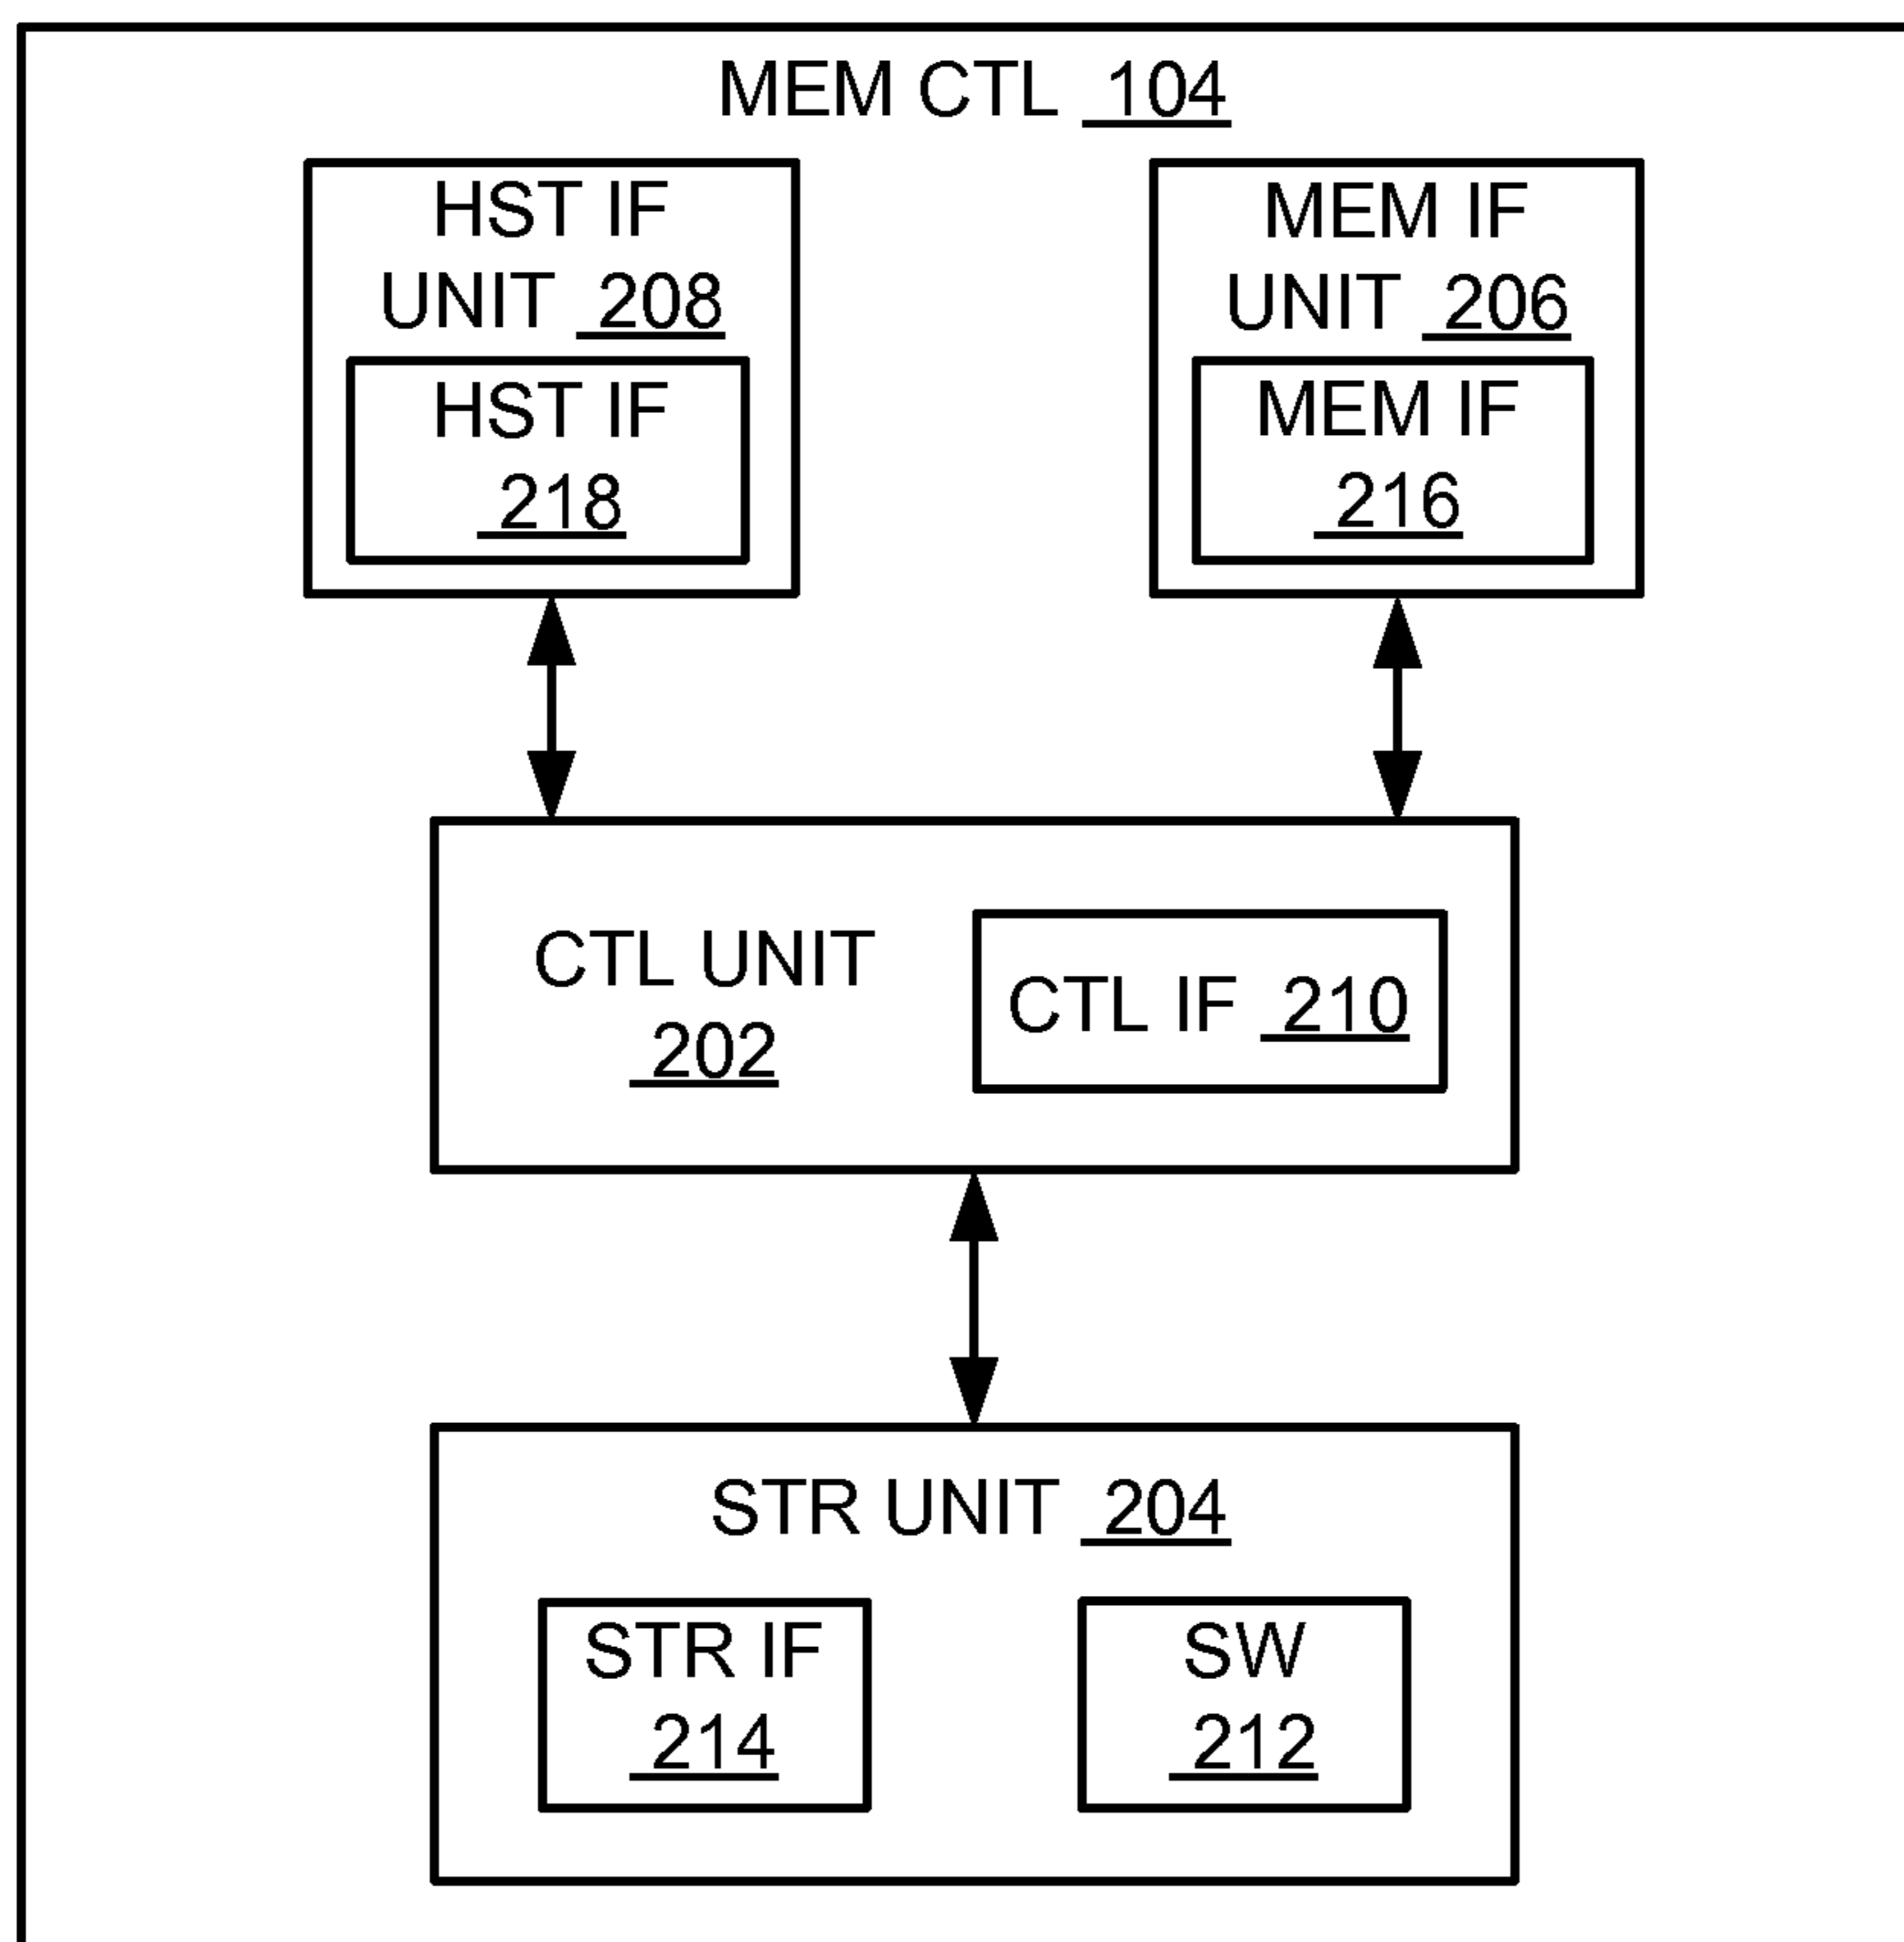 MEM CTL 104
HST IF
UNIT 208
HST IF
218
MEM IF
UNIT 206
MEM IF
216
CTL UNIT
202
CTL IF 210
STR UNIT 204
STR IF
214
SW
212